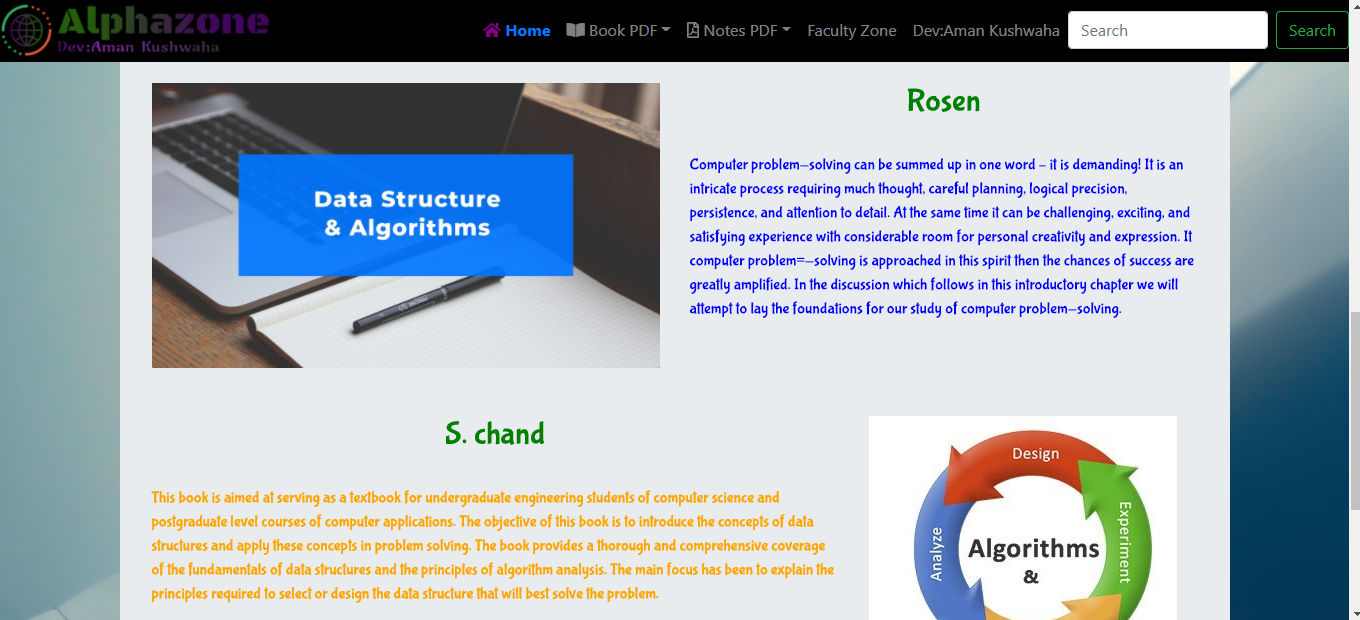 Alphazone
Dev:Aman Kushwaha
Home
Book PDF
Notes PDF
Faculty Zone
Dev:Aman Kushwaha
Search
Search
Data Structure
& Algorithms
Rosen
Computer problem–solving can be summed up in one word – it is demanding! It is an
intricate process requiring much thought, careful planning, logical precision,
persistence, and attention to detail. At the same time it can be challenging, exciting, and
satisfying experience with considerable room for personal creativity and expression. It
computer problem=–solving is approached in this spirit then the chances of success are
greatly amplified. In the discussion which follows in this introductory chapter we will
attempt to lay the foundations for our study of computer problem–solving.
S. chand
This book is aimed at serving as a textbook for undergraduate engineering students of computer science and
postgraduate level courses of computer applications. The objective of this book is to introduce the concepts of data
structures and apply these concepts in problem solving. The book provides a thorough and comprehensive coverage
of the fundamentals of data structures and the principles of algorithm analysis. The main focus has been to explain the
principles required to select or design the data structure that will best solve the problem.
Design
Experiment
Analyze
Algorithms
&